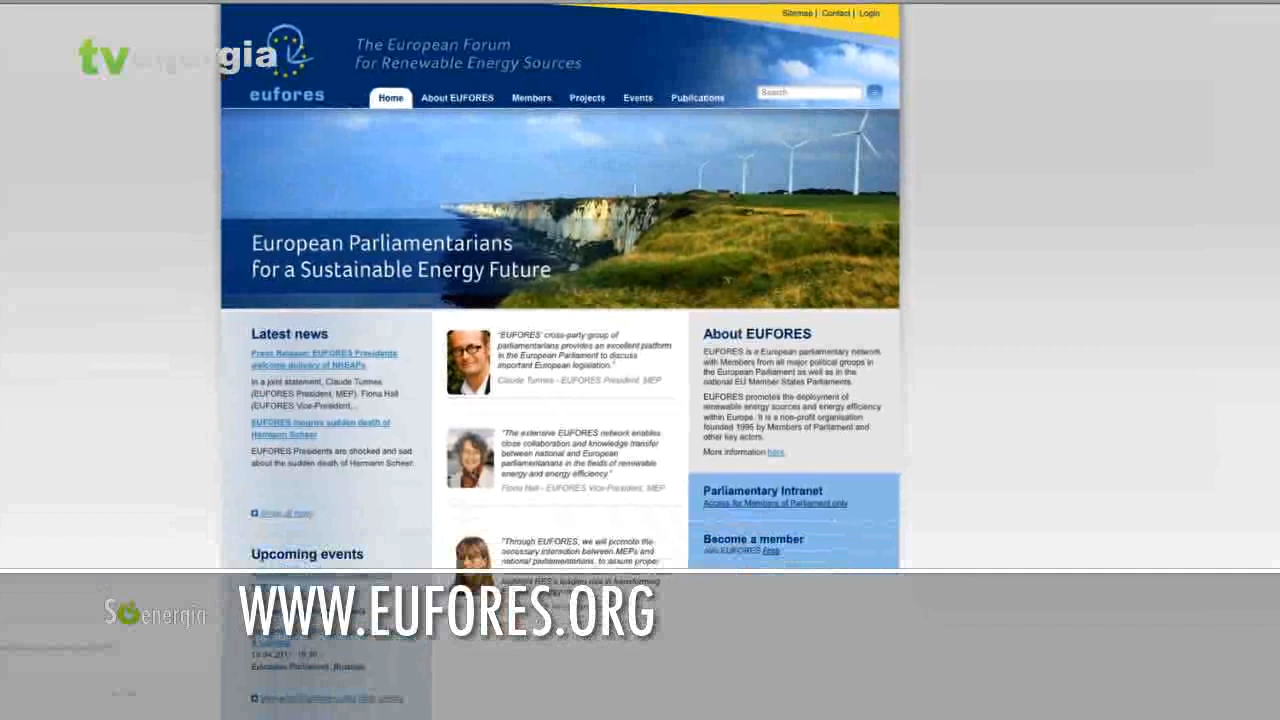 Sitemap | Contact | Login
tvenergia
The European Forum
for Renewable Energy Sources
eufores
Home
About EUFORES
Members
Projects
Events
Publications
Search
European Parliamentarians
for a Sustainable Energy Future
Latest news
Press Release: EUFORES Presidents
welcome delivery of NREAPs
In a joint statement, Claude Turmes
(EUFORES President, MEP), Fiona Hall
(EUFORES Vice-President,...
EUFORES mourns sudden death of
Hermann Scheer
EUFORES Presidents are shocked and sad
about the sudden death of Hermann Scheer.
Show all news
Upcoming events
"EUFORES' cross-party group of
parliamentarians provides an excellent platform
in the European Parliament to discuss
important European legislation."
Claude Turmes - EUFORES President, MEP
"The extensive EUFORES network enables
close collaboration and knowledge transfer
between national and European
parliamentarians in the fields of renewable
energy and energy efficiency."
Fiona Hall - EUFORES Vice-President, MEP
"Through EUFORES, we will promote the
necessary interaction between MEPs and
national parliamentarians, to assure proper
About EUFORES
EUFORES is a European parliamentary network
with Members from all major political groups in
the European Parliament as well as in the
national EU Member States Parliaments.
EUFORES promotes the deployment of
renewable energy sources and energy efficiency
within Europe. It is a non-profit organisation
founded 1995 by Members of Parliament and
other key actors.
More information here.
Parliamentary Intranet
Access for Members of Parliament only
Become a member
Join EUFORES
here
Soenergia
WWW.EUFORES.ORG
European Parliament, Brussels